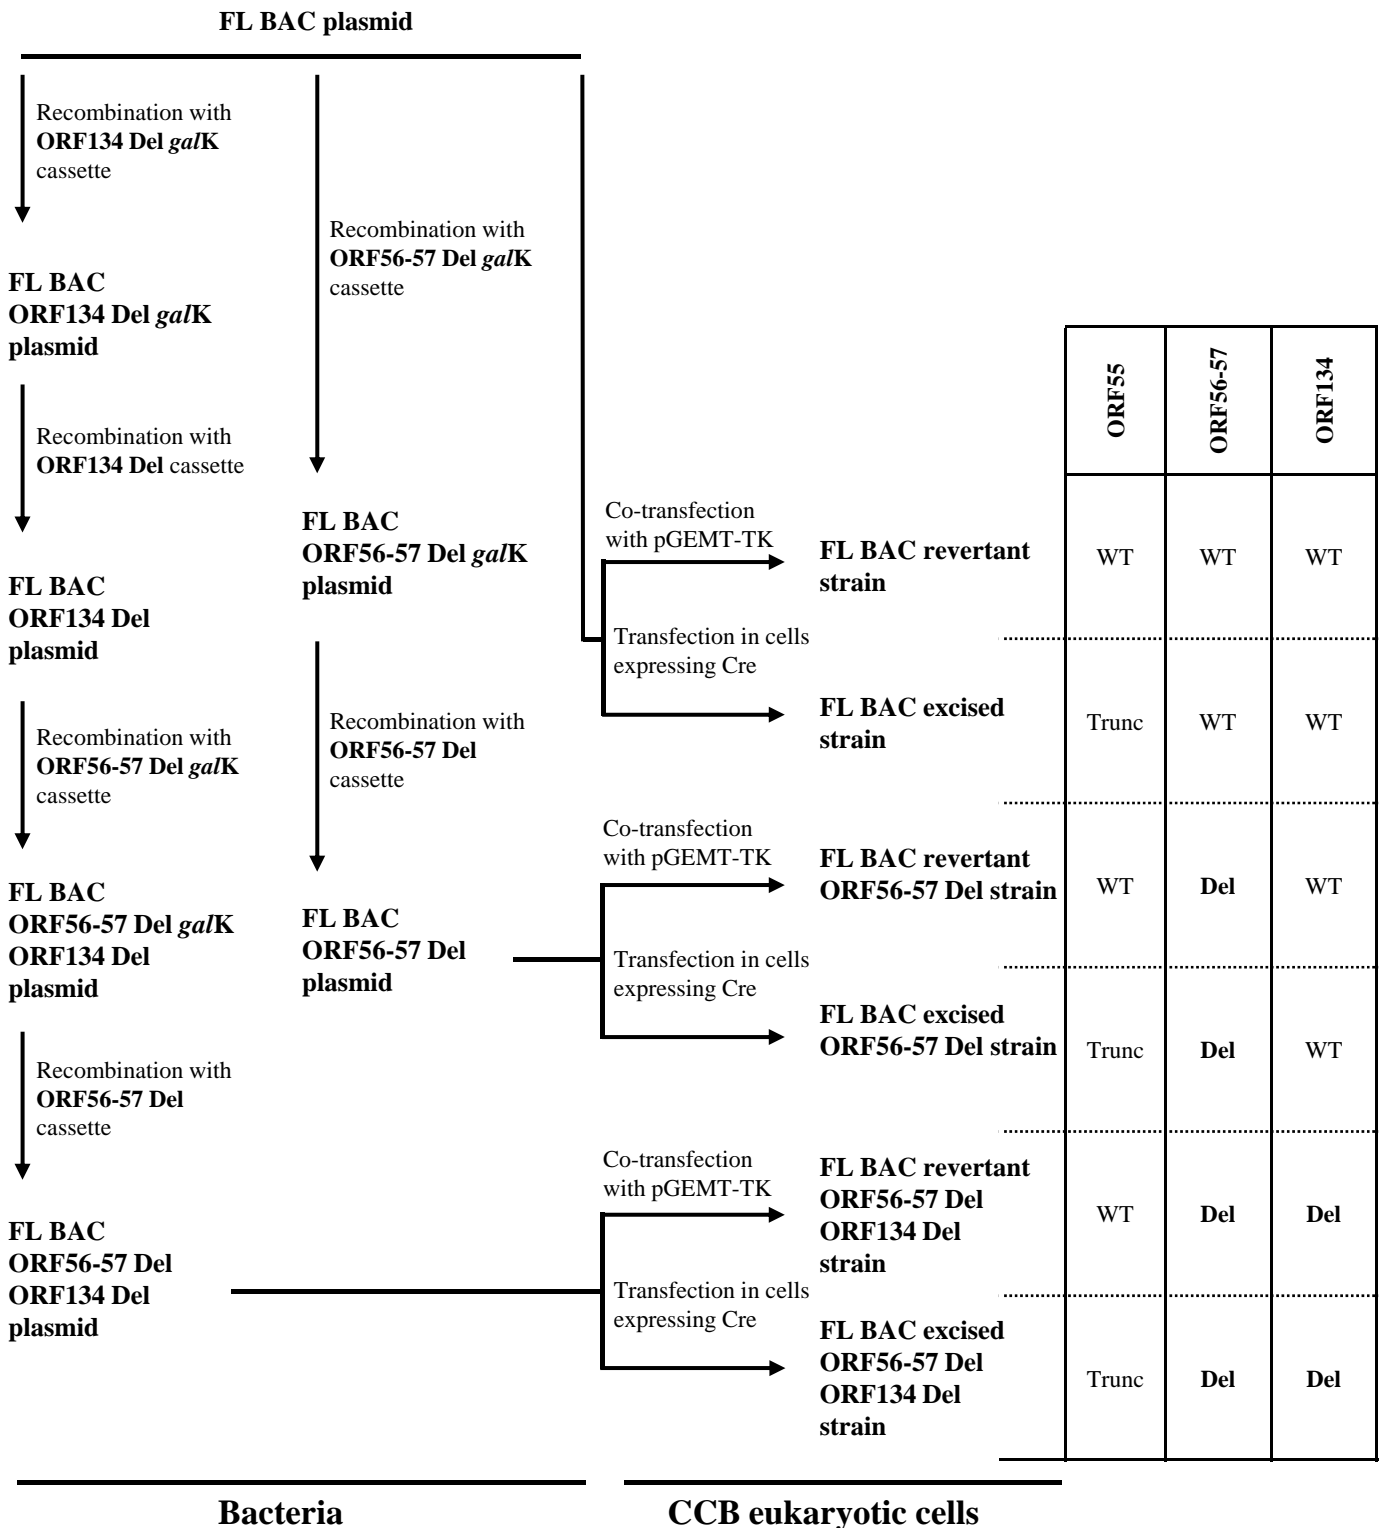 FL BAC plasmid
Recombination with
ORF134 Del galK
cassette
FL BAC
ORF134 Del galK
plasmid
Recombination with
ORF134 Del cassette
FL BAC
ORF134 Del
plasmid
Recombination with
ORF56-57 Del galK
cassette
FL BAC
ORF56-57 Del galK
ORF134 Del
plasmid
Recombination with
ORF56-57 Del
cassette
FL BAC
ORF56-57 Del
ORF134 Del
plasmid
Recombination with
ORF56-57 Del galK
cassette
FL BAC
ORF56-57 Del galK
plasmid
Recombination with
ORF56-57 Del
cassette
FL BAC
ORF56-57 Del
plasmid
ORF55 ORF56-57 ORF134
Co-transfection
with pGEMT-TK
FL BAC revertant
strain
WT WT WT
Transfection in cells
expressing Cre
FL BAC excised
strain
Trunc WT WT
Co-transfection
with pGEMT-TK
FL BAC revertant
ORF56-57 Del strain
WT Del WT
Transfection in cells
expressing Cre
FL BAC excised
ORF56-57 Del strain
Trunc Del WT
Co-transfection
with pGEMT-TK
FL BAC revertant
ORF56-57 Del
ORF134 Del
strain
WT Del Del
Transfection in cells
expressing Cre
FL BAC excised
ORF56-57 Del
ORF134 Del
strain
Trunc Del Del
Bacteria
CCB eukaryotic cells